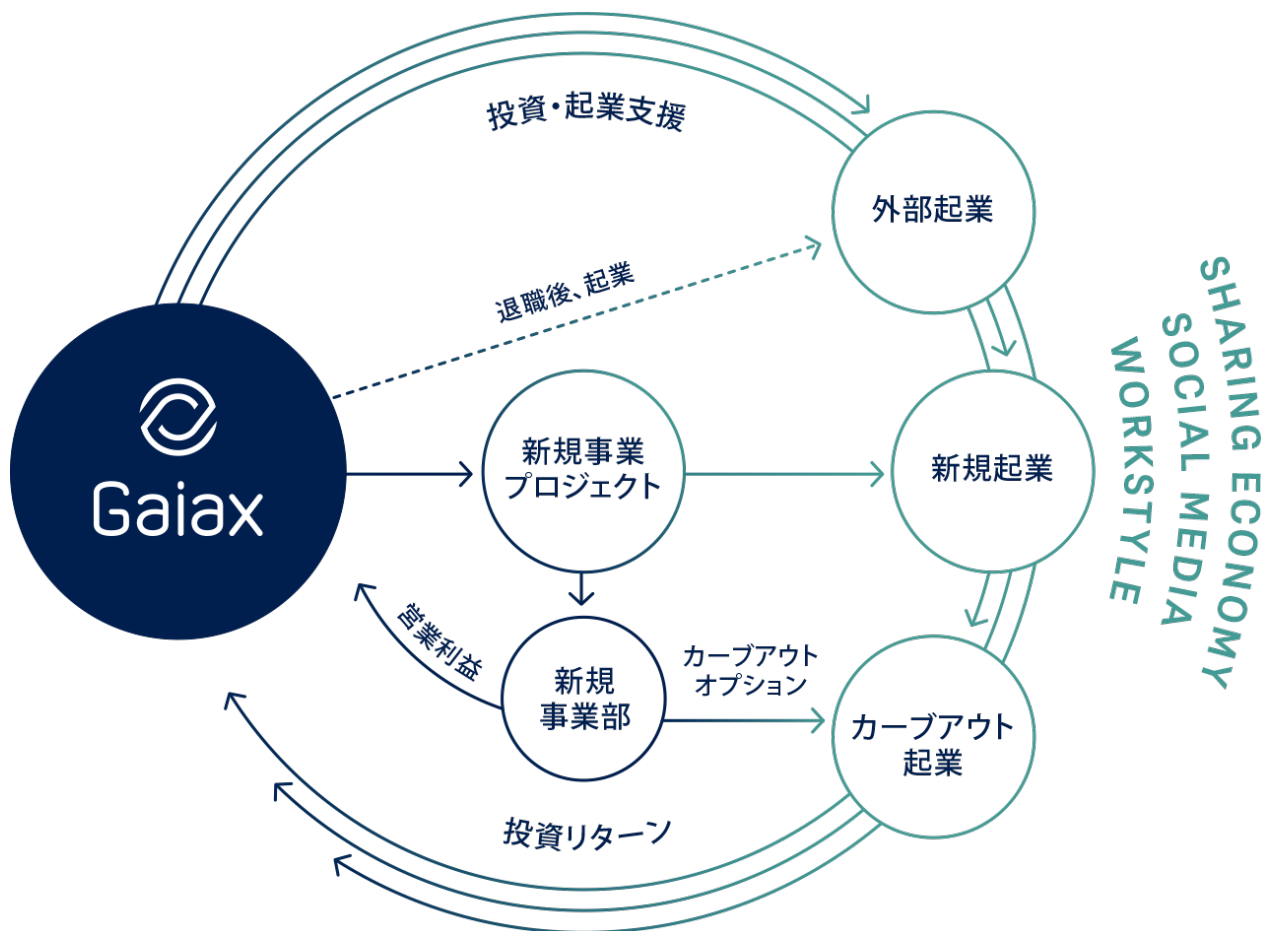 投資・起業支援
外部起業
退職後、起業
SHARING ECONOMY
SOCIAL MEDIA
WORKSTYLE
Gaiax
新規事業
プロジェクト
新規起業
営業利益
新規
事業部
カーブアウト
オプション
カーブアウト
起業
投資リターン